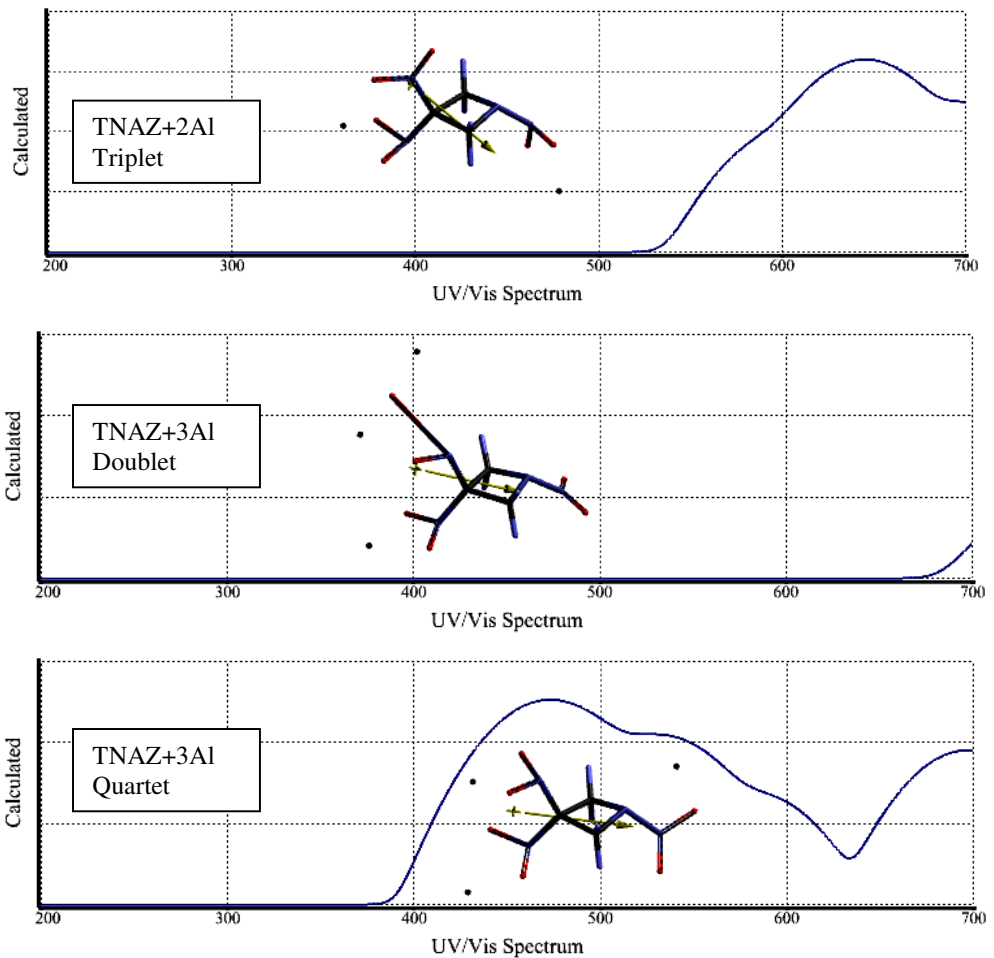 Calculated
TNAZ+2Al
Triplet
200 300 400 500 600 700
UV/Vis Spectrum
Calculated
TNAZ+3Al
Doublet
200 300 400 500 600 700
UV/Vis Spectrum
Calculated
TNAZ+3Al
Quartet
200 300 400 500 600 700
UV/Vis Spectrum